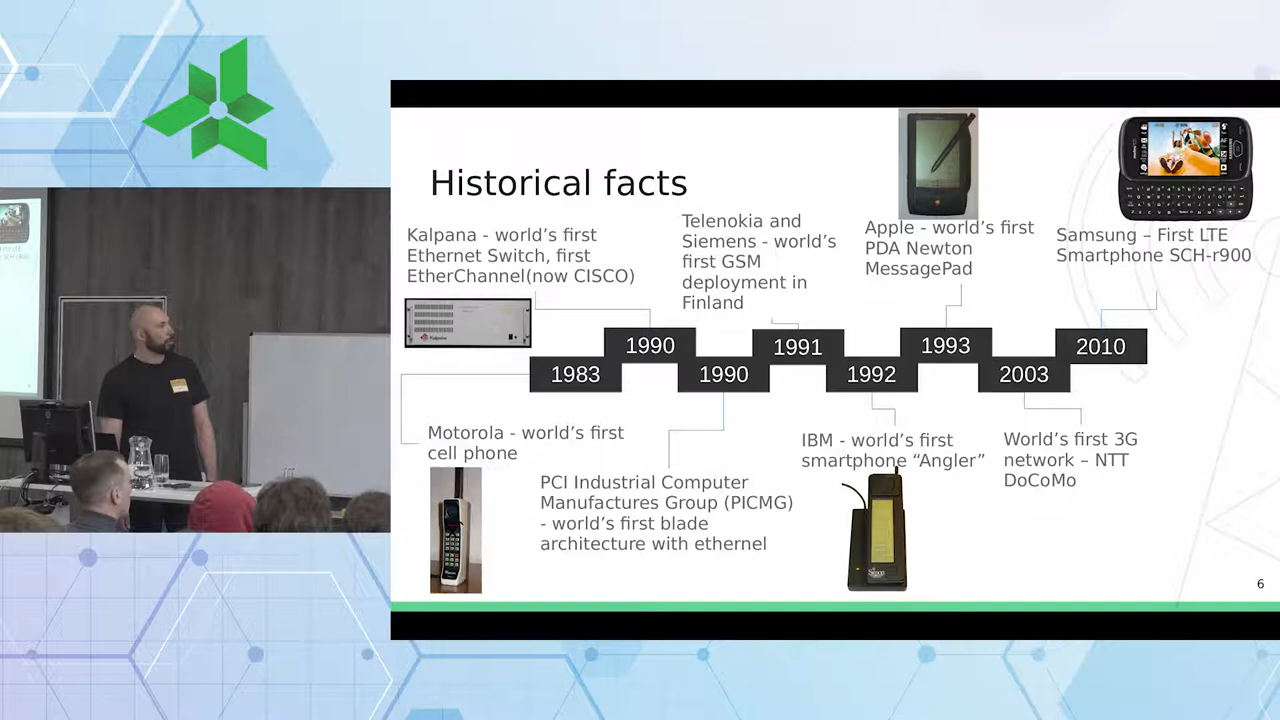 Historical facts
Kalpana - world’s first
Ethernet Switch, first
EtherChannel(now CISCO)
Telenokia and
Siemens - world’s
first GSM
deployment in
Finland
Apple - world’s first
PDA Newton
MessagePad
Samsung – First LTE
Smartphone SCH-r900
Kalpana
1983
1990
1990
1991
1992
1993
2003
2010
Motorola - world’s first
cell phone
PCI Industrial Computer
Manufactures Group (PICMG)
- world’s first blade
architecture with ethernet
IBM - world’s first
smartphone “Angler”
World’s first 3G
network – NTT
DoCoMo
Simon
6